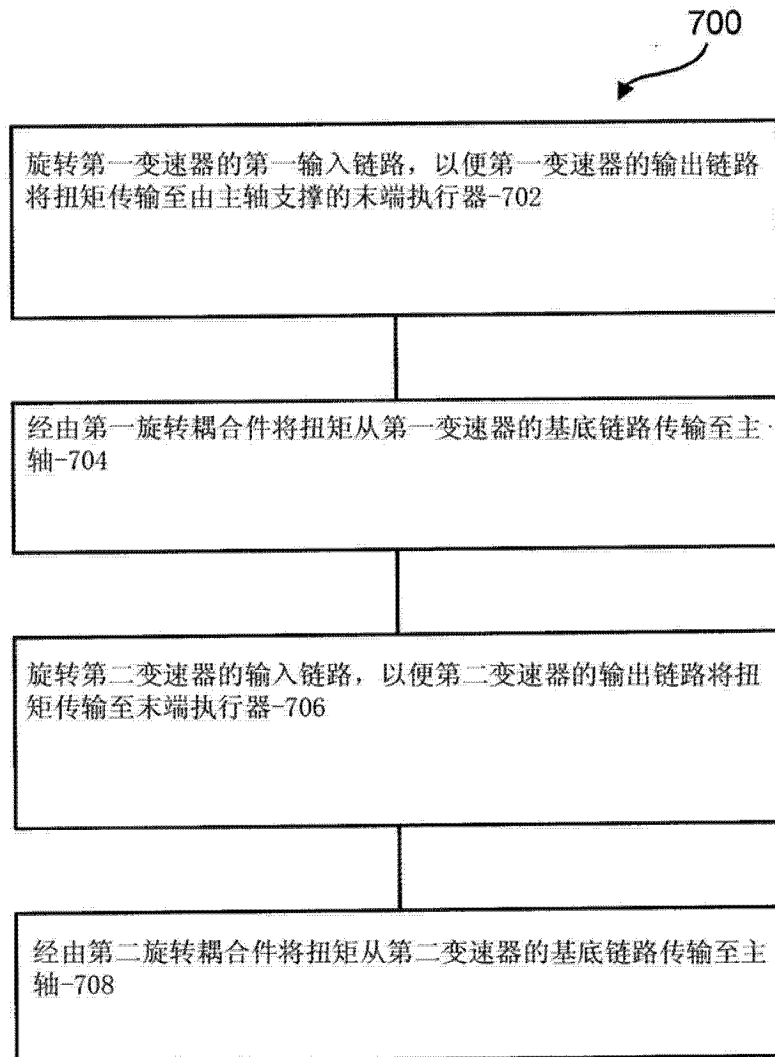 700
旋转第一变速器的第一输入链路，以便第一变速器的输出链路
将扭矩传输至由主轴支撑的末端执行器-702
经由第一旋转耦合件将扭矩从第一变速器的基底链路传输至主
轴-704
旋转第二变速器的输入链路，以便第二变速器的输出链路将扭
矩传输至末端执行器-706
经由第二旋转耦合件将扭矩从第二变速器的基底链路传输至主
轴-708